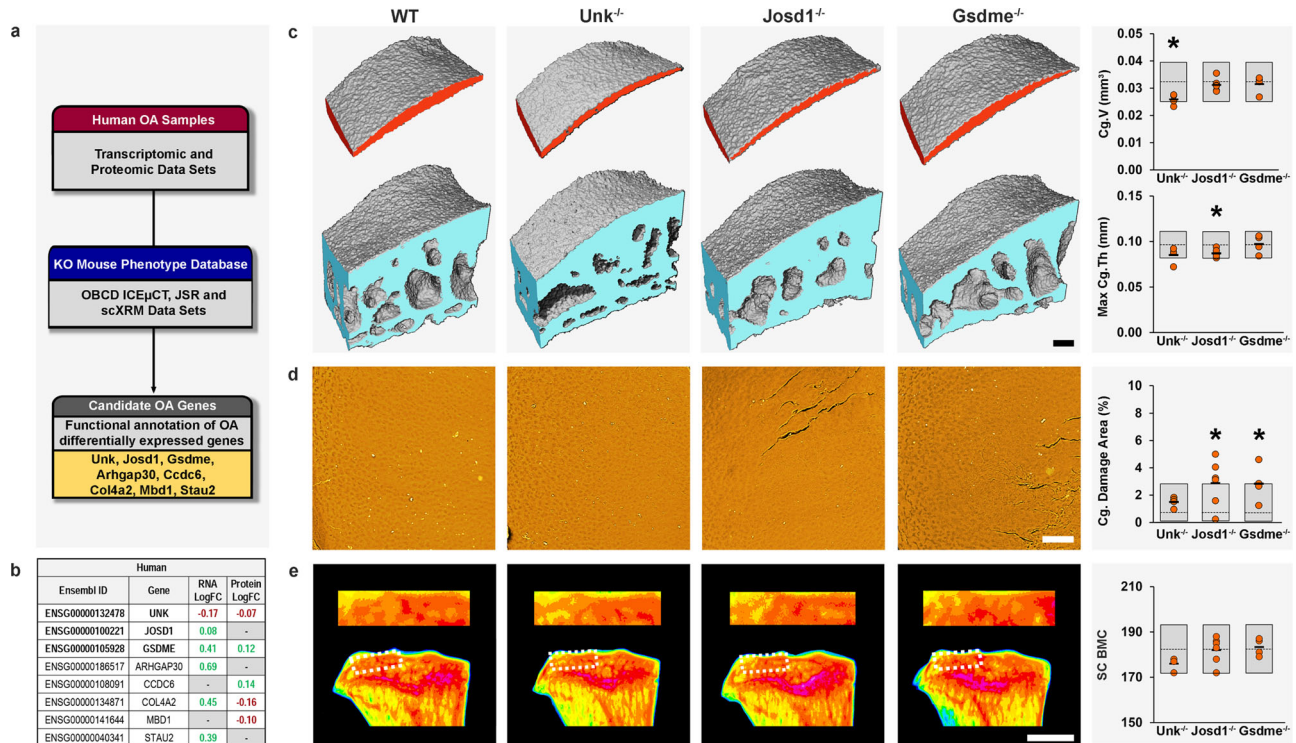 a
Human OA Samples
Transcriptomic and
Proteomic Data Sets
KO Mouse Phenotype Database
OBCD ICEμCT, JSR and
scXRM Data Sets
Candidate OA Genes
Functional annotation of OA
differentially expressed genes
Unk, Josd1, Gsdme,
Arhgap30, Ccdc6,
Col4a2, Mbd1, Stau2
b
Human
Ensembl ID Gene RNA LogFC Protein LogFC
ENSG00000132478 UNK -0.17 -0.07
ENSG00000100221 JOSD1 0.08 -
ENSG00000105928 GSDME 0.41 0.12
ENSG00000186517 ARHGAP30 0.69 -
ENSG00000108091 CCDC6 - 0.14
ENSG00000134871 COL4A2 0.45 -0.16
ENSG00000141644 MBD1 - -0.10
ENSG00000040341 STAU2 0.39 -
WT Unk-/- Josd1-/- Gsdme-/-
c
Cg.V (mm³)
0.05
0.04
0.03
0.02
0.01
0.00
*
Unk-/- Josd1-/- Gsdme-/-
Max Cg.Th (mm)
0.15
0.10
0.05
0.00
*
Unk-/- Josd1-/- Gsdme-/-
d
Cg. Damage Area (%)
10
8
6
4
2
0
* *
Unk-/- Josd1-/- Gsdme-/-
e
SC BMC
210
190
170
150
Unk-/- Josd1-/- Gsdme-/-